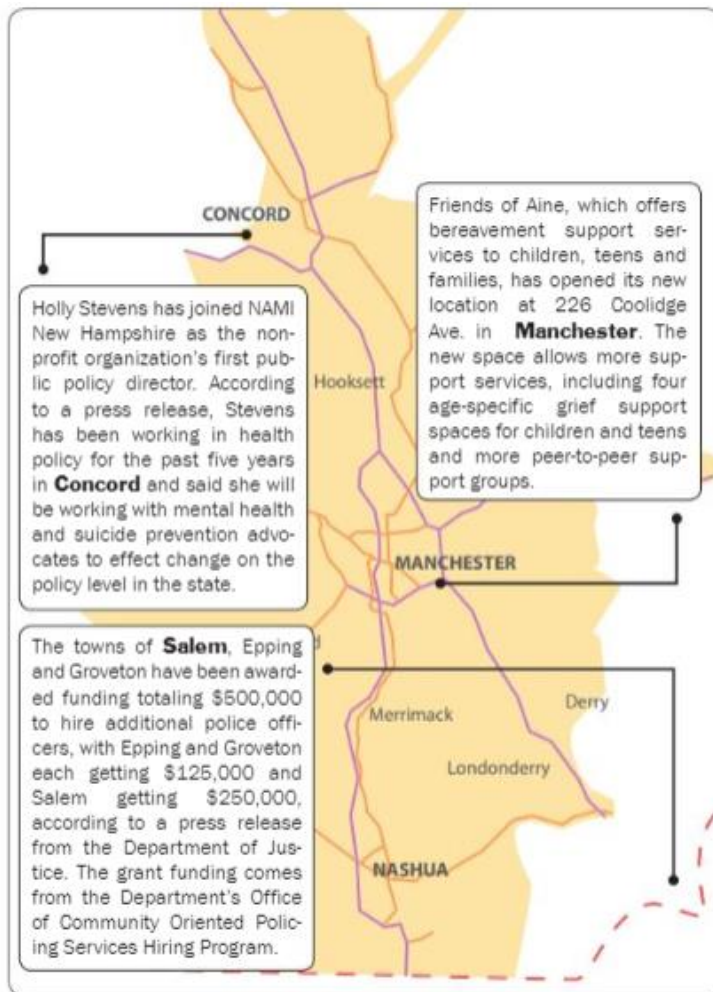 CONCORD
Friends of Aine, which offers
bereavement support ser-
vices to children, teens and
families, has opened its new
location at 226 Coolidge
Ave. in Manchester. The
new space allows more sup-
port services, including four
age-specific grief support
spaces for children and teens
and more peer-to-peer sup-
port groups.
Holly Stevens has joined NAMI
New Hampshire as the non-
profit organization's first pub-
lic policy director. According
to a press release, Stevens
has been working in health
policy for the past five years
in Concord and said she will
be working with mental health
and suicide prevention advo-
cates to effect change on the
policy level in the state.
Hooksett
MANCHESTER
The towns of Salem, Epping
and Groveton have been award-
ed funding totaling $500,000
to hire additional police offi-
cers, with Epping and Groveton
each getting $125,000 and
Salem getting $250,000,
according to a press release
from the Department of Jus-
tice. The grant funding comes
from the Department's Office
of Community Oriented Polic-
ing Services Hiring Program.
Merrimack
Derry
Londonderry
NASHUA